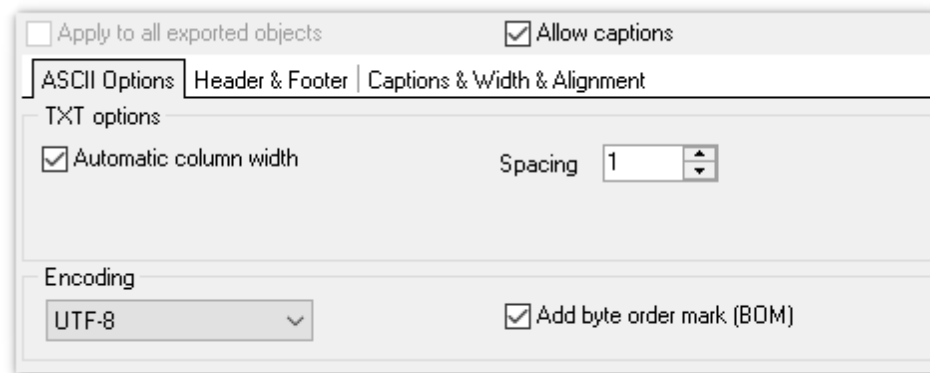 Apply to all exported objects Allow captions
ASCII Options Header & Footer Captions & Width & Alignment
TXT options
Automatic column width Spacing 1
Encoding
UTF-8 Add byte order mark (BOM)